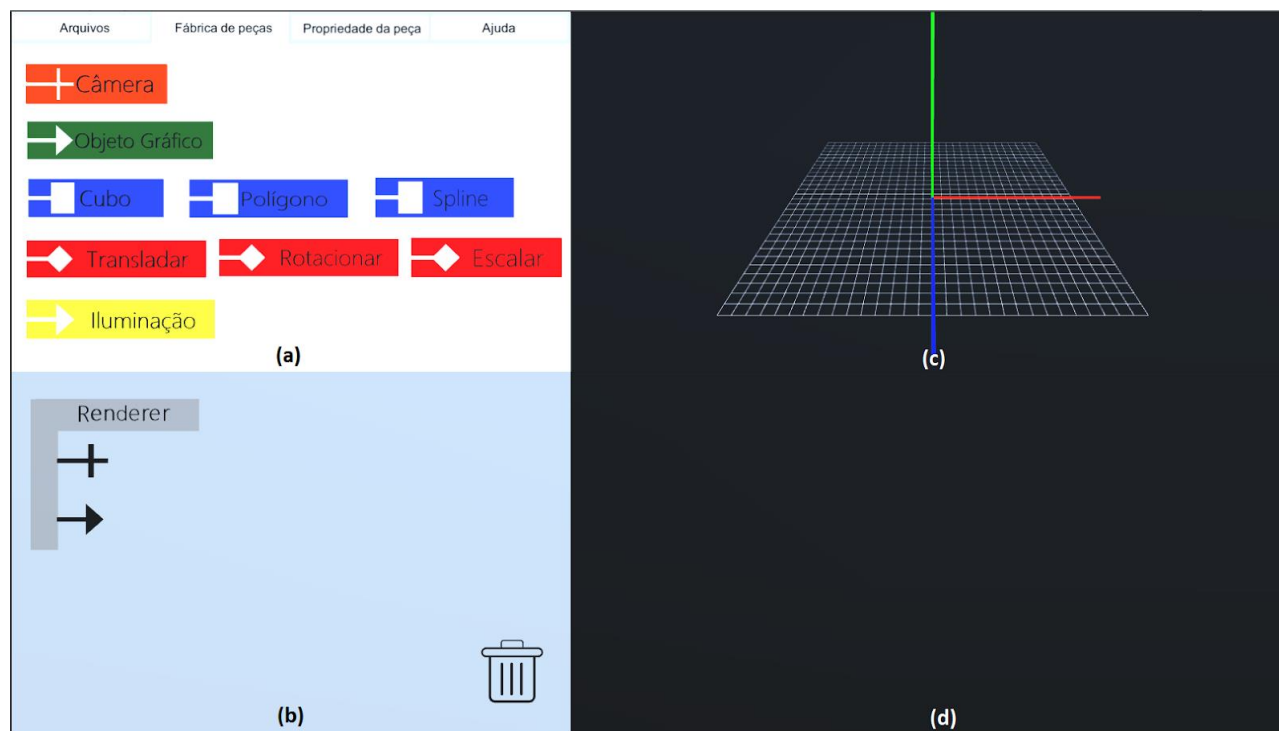 Arquivos Fábrica de peças Propriedade da peça Ajuda
Câmera
Objeto Gráfico
Cubo Polígono Spline
Transladar Rotacionar Escalar
Iluminação
(a)
Renderer
(b)
(c)
(d)